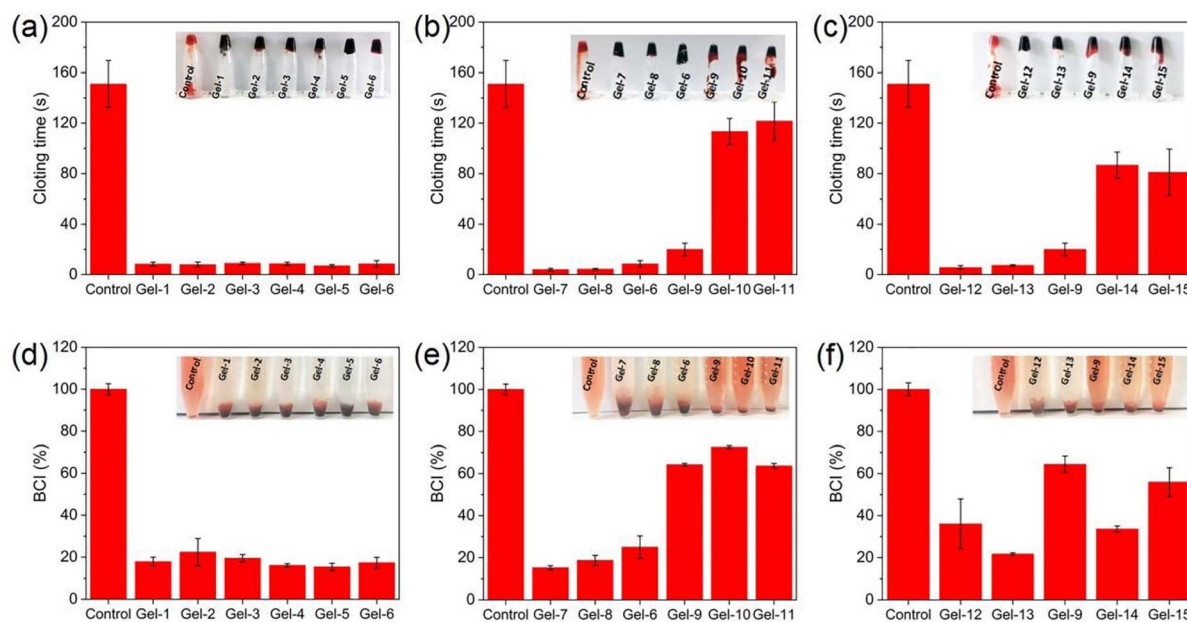 (a)
200
160
120
80
40
0
Cloting time (s)
Control Gel-1 Gel-2 Gel-3 Gel-4 Gel-5 Gel-6
Control Gel-1 Gel-2 Gel-3 Gel-4 Gel-5 Gel-6
(b)
200
160
120
80
40
0
Cloting time (s)
Control Gel-7 Gel-8 Gel-6 Gel-9 Gel-10 Gel-11
Control Gel-7 Gel-8 Gel-6 Gel-9 Gel-10 Gel-11
(c)
200
160
120
80
40
0
Cloting time (s)
Control Gel-12 Gel-13 Gel-9 Gel-14 Gel-15
Control Gel-12 Gel-13 Gel-9 Gel-14 Gel-15
(d)
120
100
80
60
40
20
0
BCI (%)
Control Gel-1 Gel-2 Gel-3 Gel-4 Gel-5 Gel-6
Control Gel-1 Gel-2 Gel-3 Gel-4 Gel-5 Gel-6
(e)
120
100
80
60
40
20
0
BCI (%)
Control Gel-7 Gel-8 Gel-6 Gel-9 Gel-10 Gel-11
Control Gel-7 Gel-8 Gel-6 Gel-9 Gel-10 Gel-11
(f)
120
100
80
60
40
20
0
BCI (%)
Control Gel-12 Gel-13 Gel-9 Gel-14 Gel-15
Control Gel-12 Gel-13 Gel-9 Gel-14 Gel-15